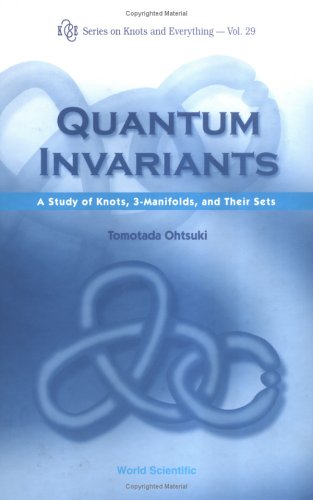 Copyrighted Material
K&E Series on Knots and Everything — Vol. 29
QUANTUM
INVARIANTS
A Study of Knots, 3-Manifolds, and Their Sets
Tomotada Ohtsuki
World Scientific
Copyrighted Material